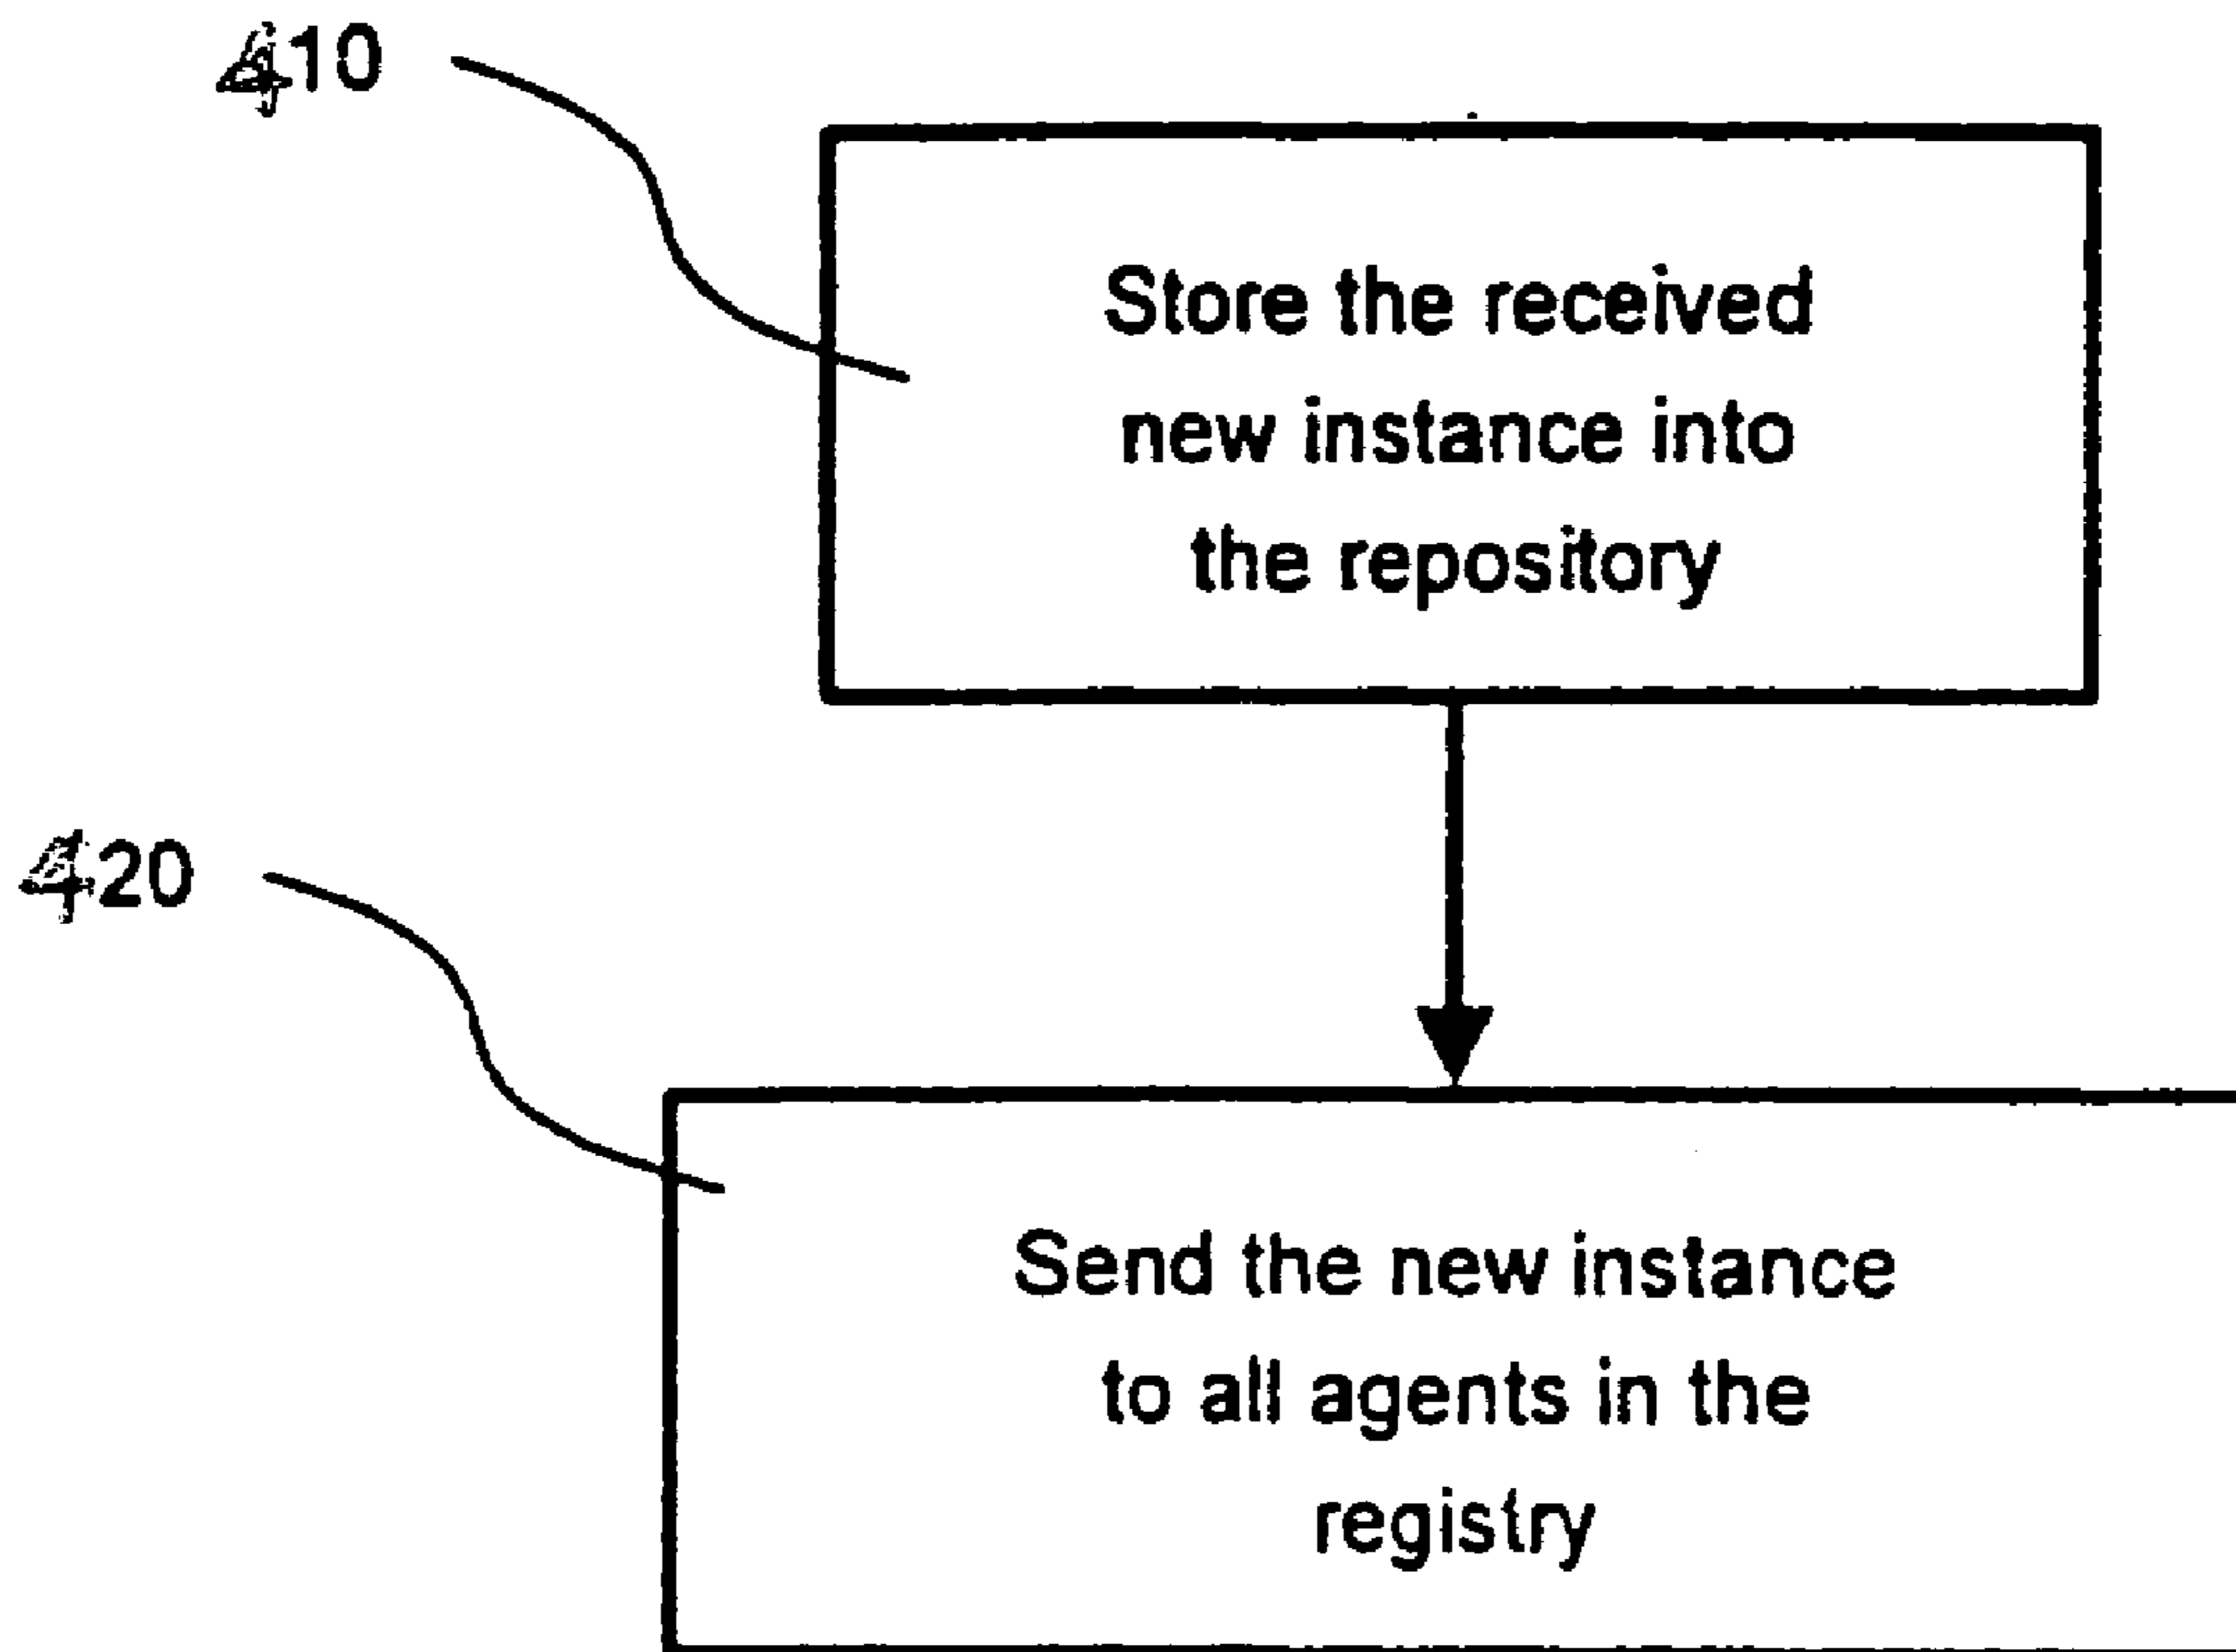 410
Store the received
new instance into
the repository
420
Send the new instance
to all agents in the
registry